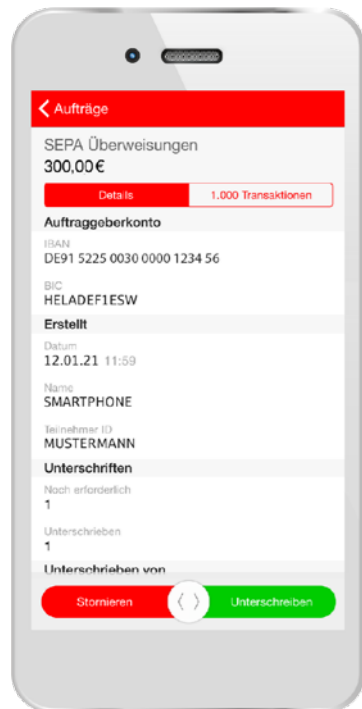 Aufträge
SEPA Überweisungen
300,00€
Details
1.000 Transaktionen
Auftraggeberkonto
IBAN
DE91 5225 0030 0000 1234 56
BIC
HELADEF1ESW
Erstellt
Datum
12.01.21 11:59
Name
SMARTPHONE
Teilnehmer ID
MUSTERMANN
Unterschriften
Noch erforderlich
1
Unterschrieben
1
Unterschrieben von
Stornieren
Unterschreiben